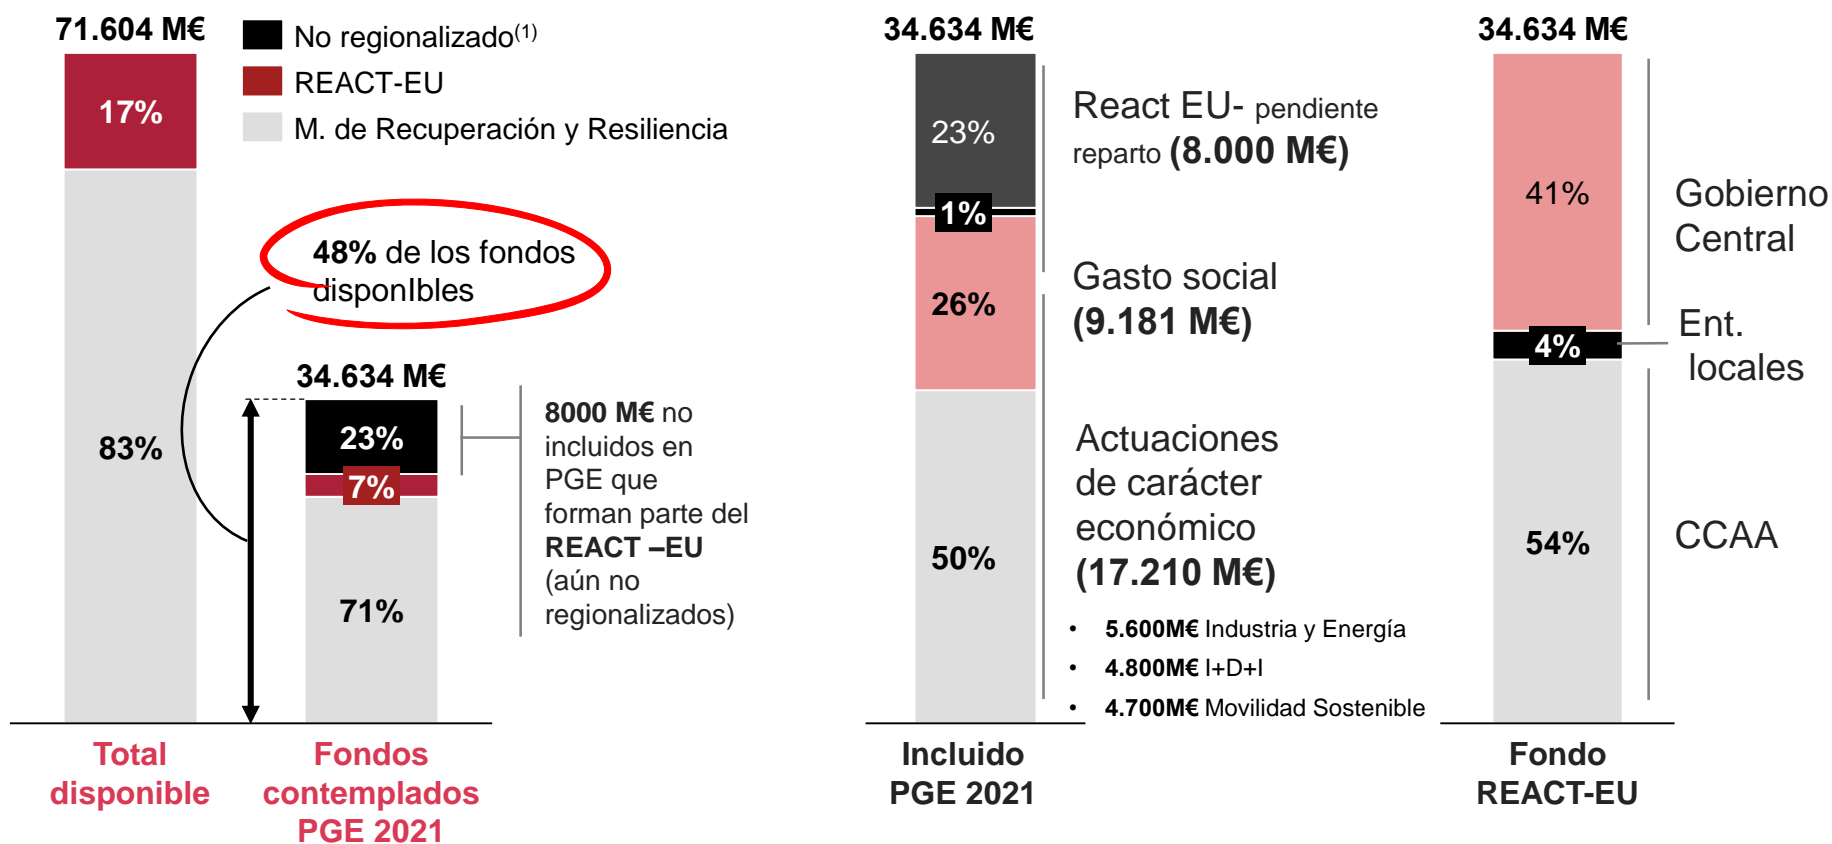 71.604 M€
No regionalizado(1)
REACT-EU
M. de Recuperación y Resiliencia
17%
83%
48% de los fondos
disponIbles
34.634 M€
23%
7%
71%
8000 M€ no
incluidos en
PGE que
forman parte del
REACT –EU
(aún no
regionalizados)
Total
disponible
Fondos
contemplados
PGE 2021
34.634 M€
23%
1%
26%
50%
React EU- pendiente
reparto (8.000 M€)
Gasto social
(9.181 M€)
Actuaciones
de carácter
económico
(17.210 M€)
• 5.600M€ Industria y Energía
• 4.800M€ I+D+I
• 4.700M€ Movilidad Sostenible
Incluido
PGE 2021
34.634 M€
41%
4%
54%
Gobierno
Central
Ent.
locales
CCAA
Fondo
REACT-EU